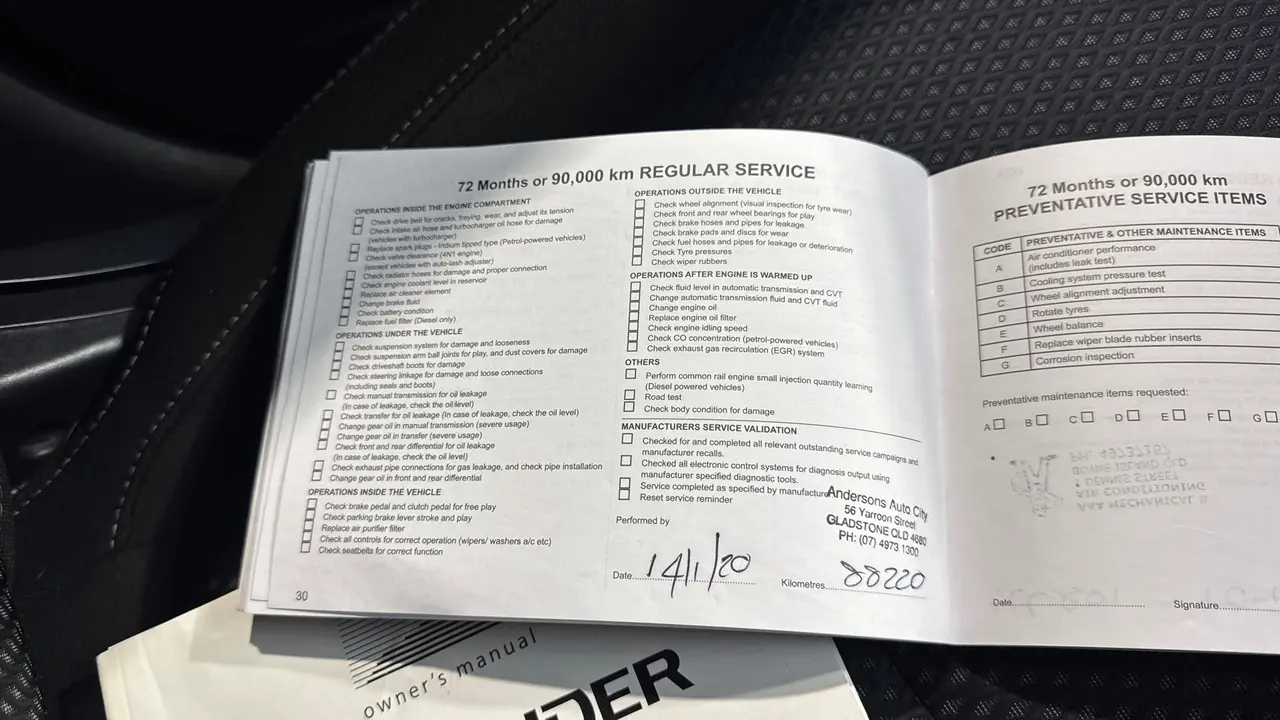 72 Months or 90,000 km REGULAR SERVICE
OPERATIONS INSIDE THE ENGINE COMPARTMENT
Check drive belt for cracks, fraying, wear, and adjust its tension
Check intake air hose and turbocharger oil hose for damage
(vehicles with turbocharger)
Replace spark plugs - Iridium tipped type (Petrol-powered vehicles)
Check valve clearance (4N1 engine)
(except vehicles with auto-lash adjuster)
Check radiator hoses for damage and proper connection
Check engine coolant level in reservoir
Replace air cleaner element
Change brake fluid
Check battery condition
Replace fuel filter (Diesel only)
OPERATIONS UNDER THE VEHICLE
Check suspension system for damage and looseness
Check suspension arm ball joints for play, and dust covers for damage
Check driveshaft boots for damage
Check steering linkage for damage and loose connections
(including seals and boots)
Check manual transmission for oil leakage
(In case of leakage, check the oil level)
Check transfer for oil leakage (In case of leakage, check the oil level)
Change gear oil in manual transmission (severe usage)
Change gear oil in transfer (severe usage)
Check front and rear differential for oil leakage
(In case of leakage, check the oil level)
Check exhaust pipe connections for gas leakage, and check pipe installation
Change gear oil in front and rear differential
OPERATIONS INSIDE THE VEHICLE
Check brake pedal and clutch pedal for free play
Check parking brake lever stroke and play
Replace air purifier filter
Check all controls for correct operation (wipers/ washers a/c etc)
Check seatbelts for correct function
30
OPERATIONS OUTSIDE THE VEHICLE
Check wheel alignment (visual inspection for tyre wear)
Check front and rear wheel bearings for play
Check brake hoses and pipes for leakage
Check brake pads and discs for wear
Check fuel hoses and pipes for leakage or deterioration
Check Tyre pressures
Check wiper rubbers
OPERATIONS AFTER ENGINE IS WARMED UP
Check fluid level in automatic transmission and CVT
Change automatic transmission fluid and CVT fluid
Change engine oil
Replace engine oil filter
Check engine idling speed
Check CO concentration (petrol-powered vehicles)
Check exhaust gas recirculation (EGR) system
OTHERS
Perform common rail engine small injection quantity learning
(Diesel powered vehicles)
Road test
Check body condition for damage
MANUFACTURERS SERVICE VALIDATION
Checked for and completed all relevant outstanding service campaigns and
manufacturer recalls.
Checked all electronic control systems for diagnosis output using
manufacturer specified diagnostic tools.
Service completed as specified by manufacture
Reset service reminder
Performed by
Andersons Auto City
56 Yarroon Street
GLADSTONE QLD 4680
PH: (07) 4973 1300
Date 14/1/20
Kilometres 88220
72 Months or 90,000 km
PREVENTATIVE SERVICE ITEMS
CODE PREVENTATIVE & OTHER MAINTENANCE ITEMS
A Air conditioner performance
(includes leak test)
B Cooling system pressure test
C Wheel alignment adjustment
D Rotate tyres
E Wheel balance
F Replace wiper blade rubber inserts
G Corrosion inspection
Preventative maintenance items requested:
A B C D E F G
Date
Signature
owner's manual
DER